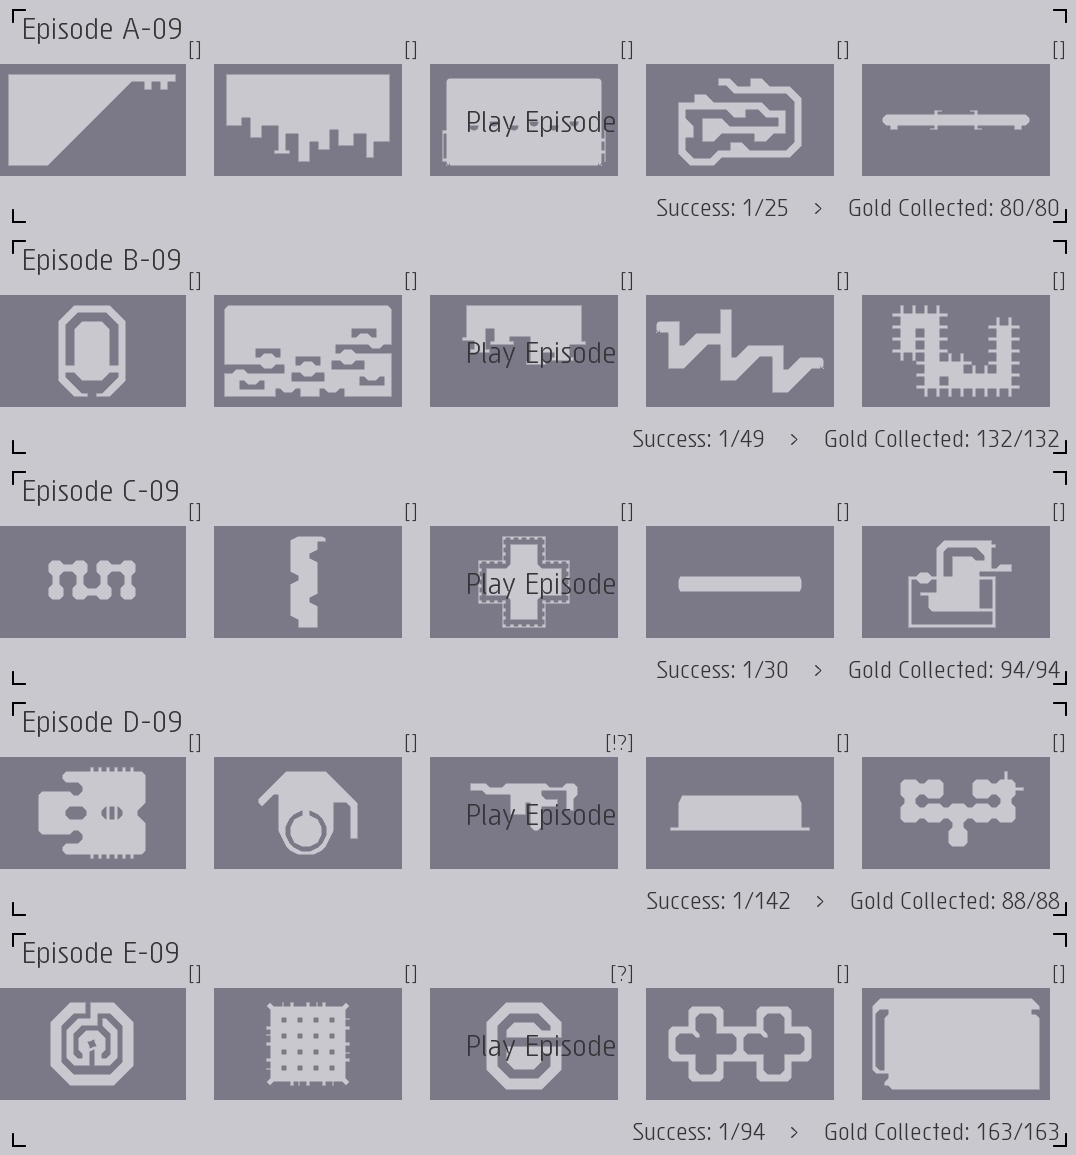 Episode A-09
[] [] [] [] []
Play Episode
Success: 1/25 > Gold Collected: 80/80
Episode B-09
[] [] [] [] []
Play Episode
Success: 1/49 > Gold Collected: 132/132
Episode C-09
[] [] [] [] []
Play Episode
Success: 1/30 > Gold Collected: 94/94
Episode D-09
[] [] [!?] [] []
Play Episode
Success: 1/142 > Gold Collected: 88/88
Episode E-09
[] [] [?] [] []
Play Episode
Success: 1/94 > Gold Collected: 163/163